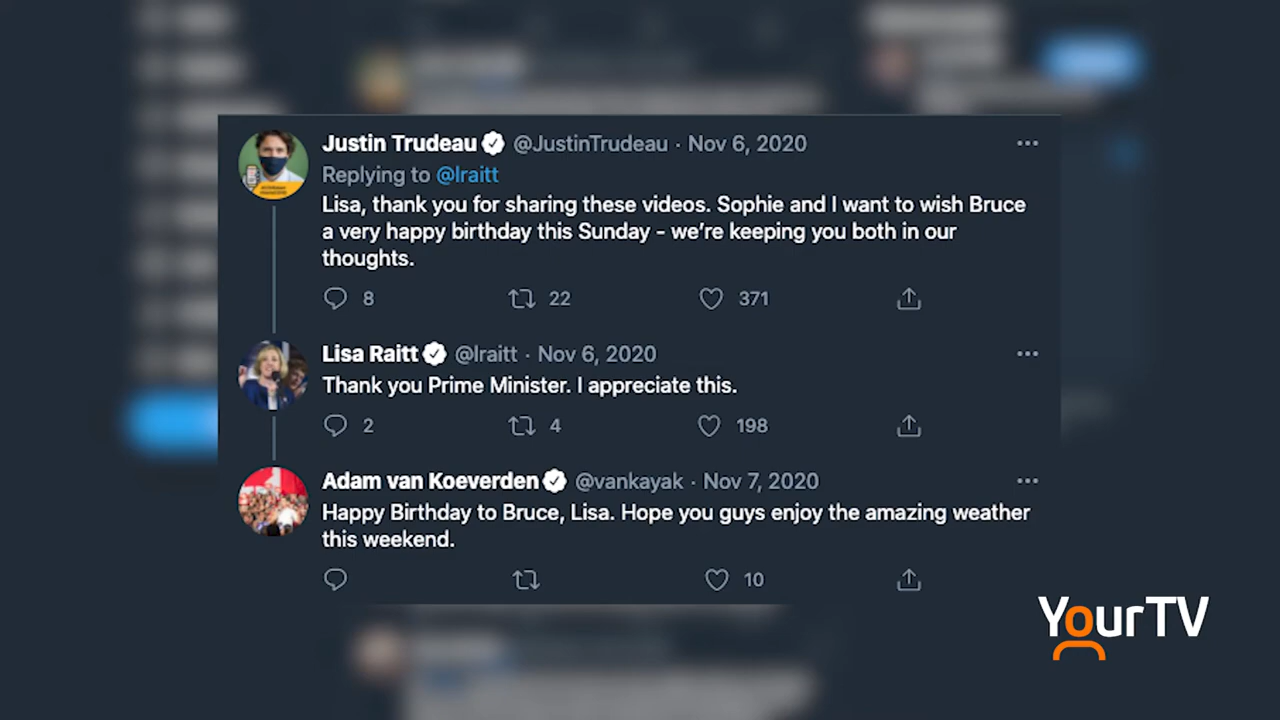 Justin Trudeau @JustinTrudeau · Nov 6, 2020
Replying to @lraitt
Lisa, thank you for sharing these videos. Sophie and I want to wish Bruce
a very happy birthday this Sunday – we’re keeping you both in our
thoughts.
8 22 371
Lisa Raitt @lraitt · Nov 6, 2020
Thank you Prime Minister. I appreciate this.
2 4 198
Adam van Koeverden @vankayak · Nov 7, 2020
Happy Birthday to Bruce, Lisa. Hope you guys enjoy the amazing weather
this weekend.
10
YourTV